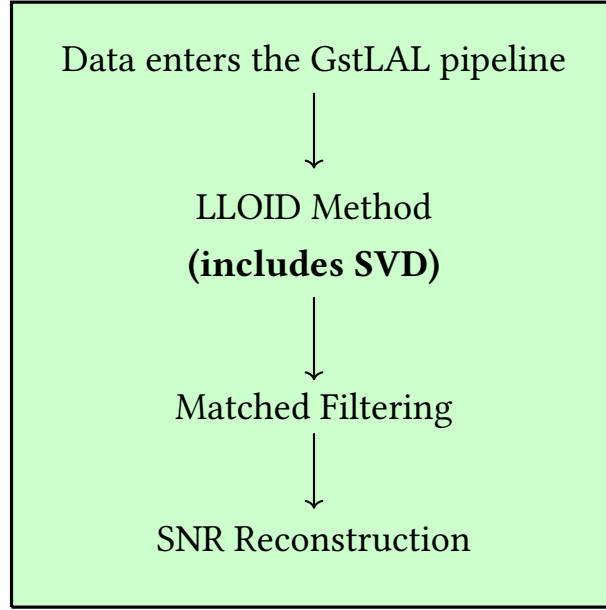 Data enters the GstLAL pipeline
LLOID Method
(includes SVD)
Matched Filtering
SNR Reconstruction